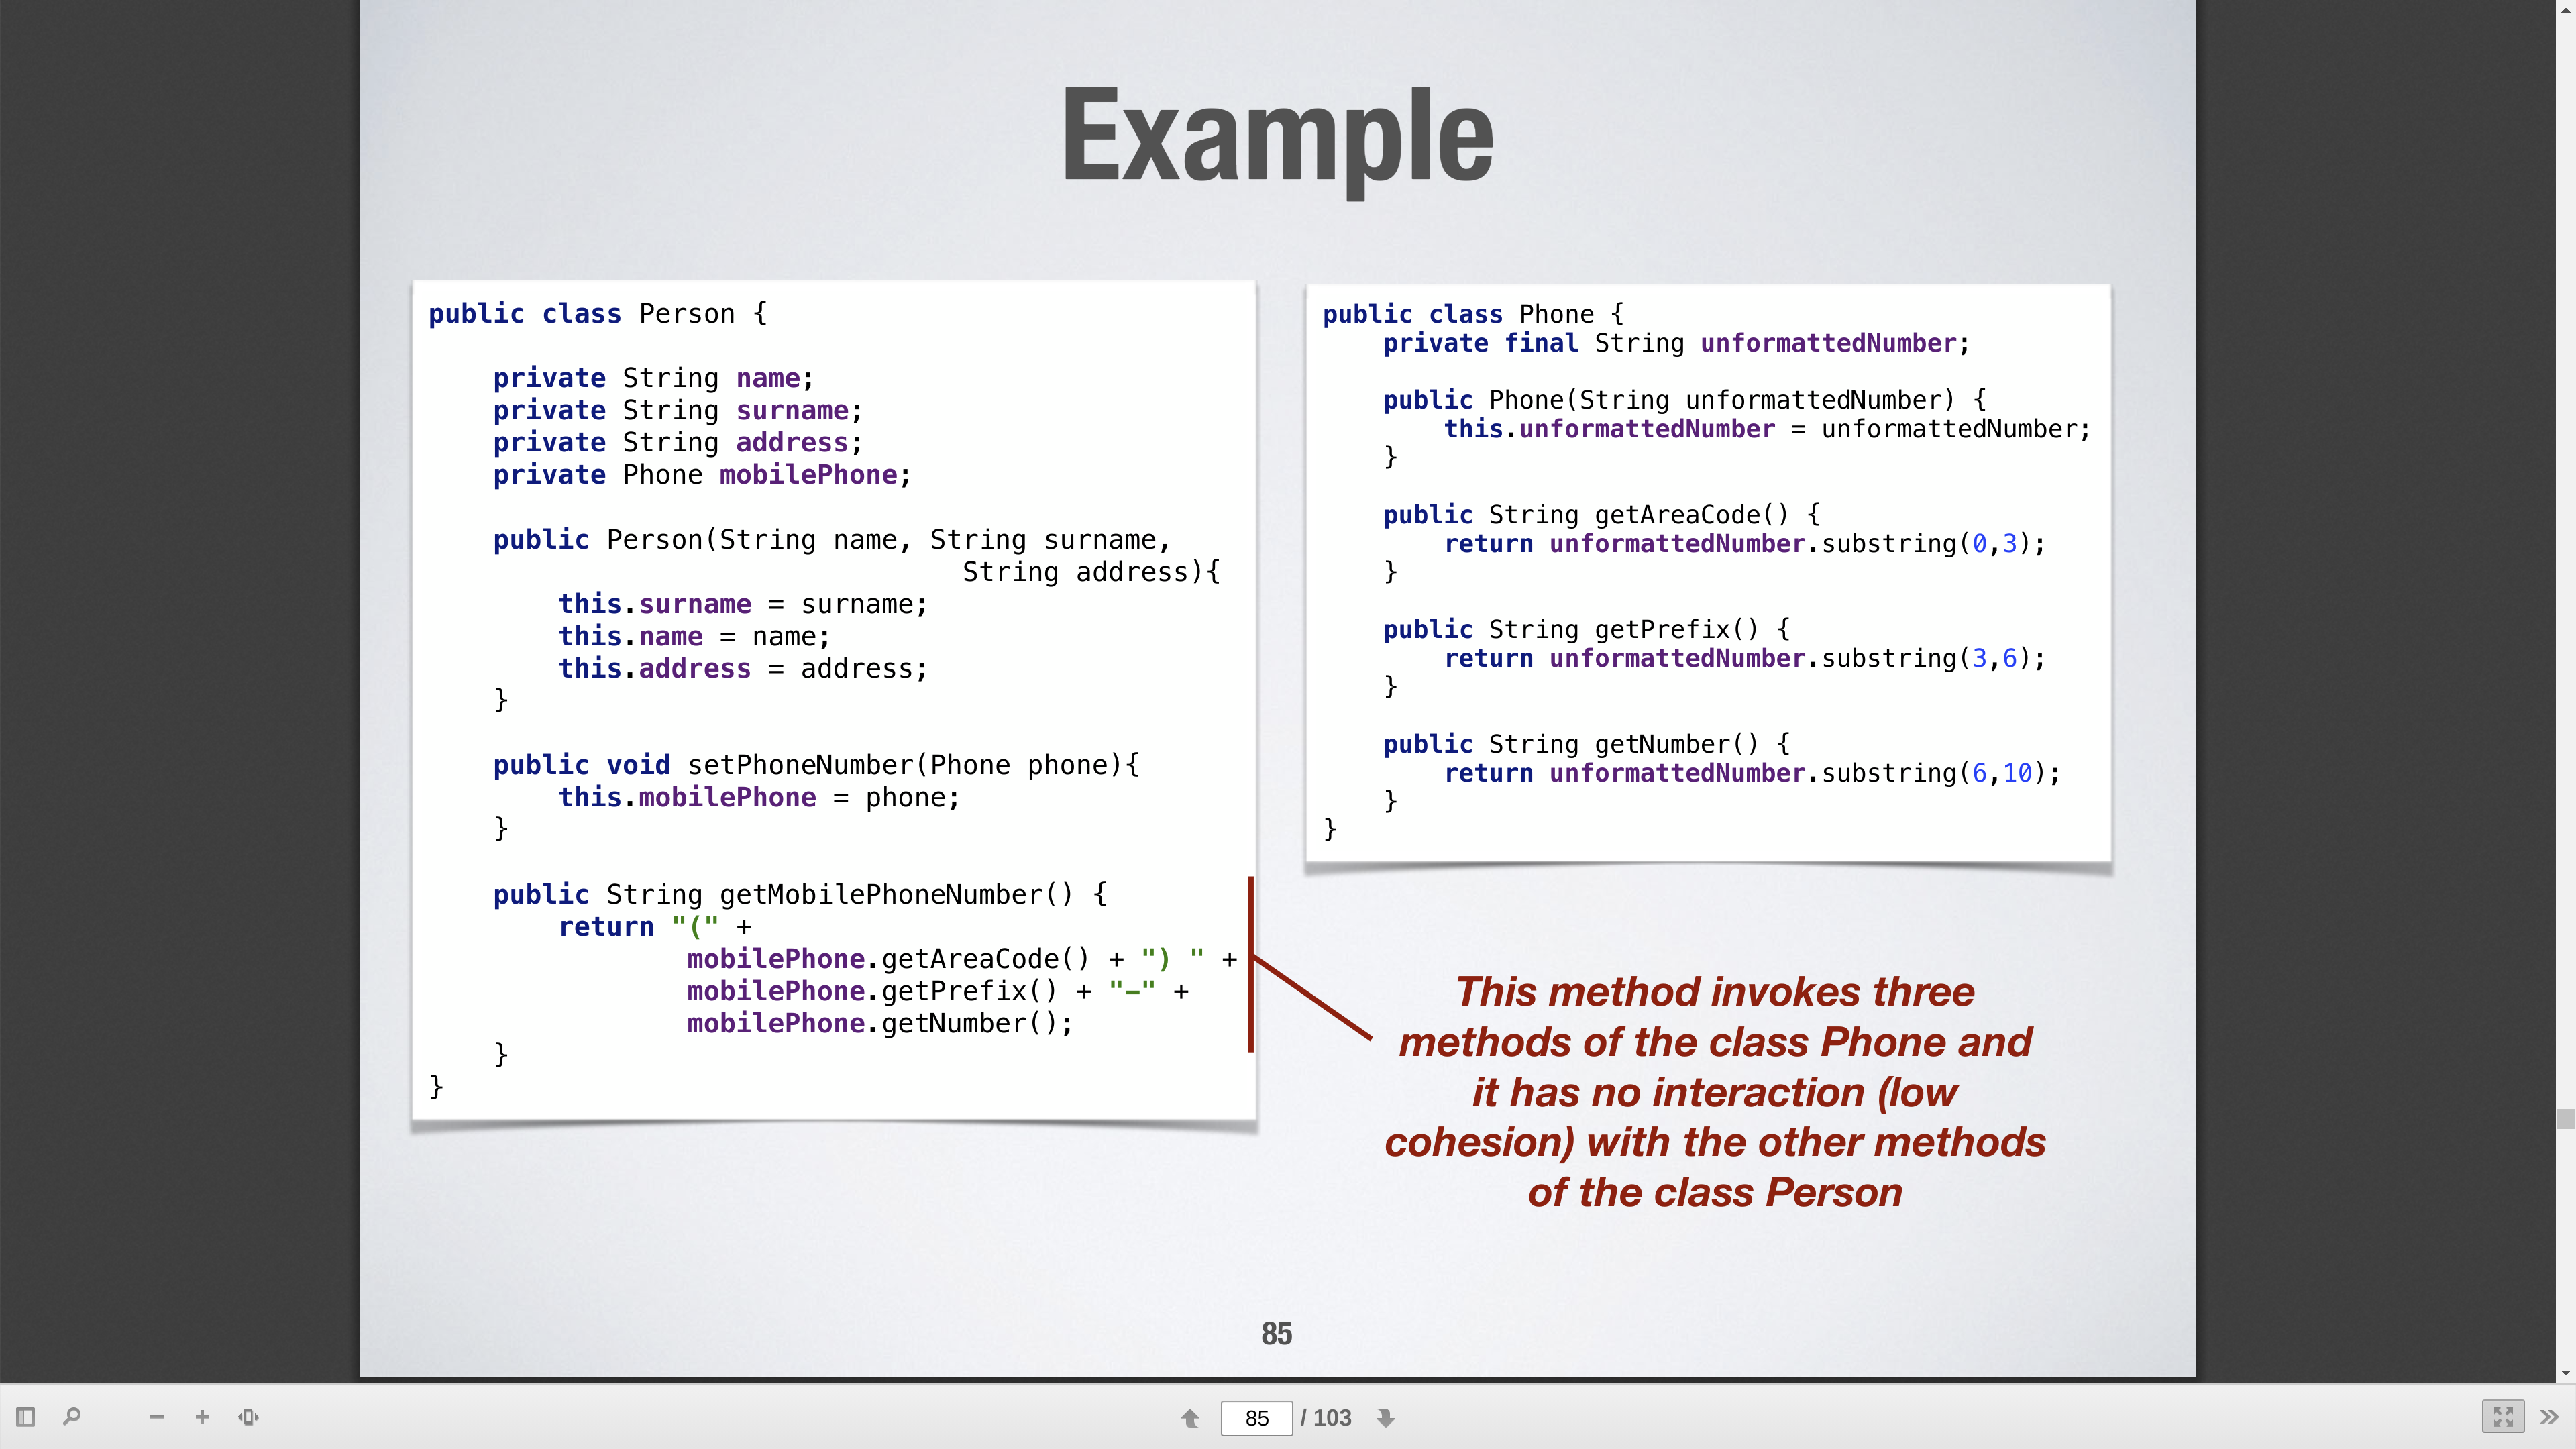 Example
public class Person {
private String name;
private String surname;
private String address;
private Phone mobilePhone;
public Person(String name, String surname,
String address){
this.surname = surname;
this.name = name;
this.address = address;
}
public void setPhoneNumber(Phone phone){
this.mobilePhone = phone;
}
public String getMobilePhoneNumber() {
return "(" +
mobilePhone.getAreaCode() + ") " +
mobilePhone.getPrefix() + "–" +
mobilePhone.getNumber();
}
}
public class Phone {
private final String unformattedNumber;
public Phone(String unformattedNumber) {
this.unformattedNumber = unformattedNumber;
}
public String getAreaCode() {
return unformattedNumber.substring(0,3);
}
public String getPrefix() {
return unformattedNumber.substring(3,6);
}
public String getNumber() {
return unformattedNumber.substring(6,10);
}
}
This method invokes three
methods of the class Phone and
it has no interaction (low
cohesion) with the other methods
of the class Person
85
85 / 103